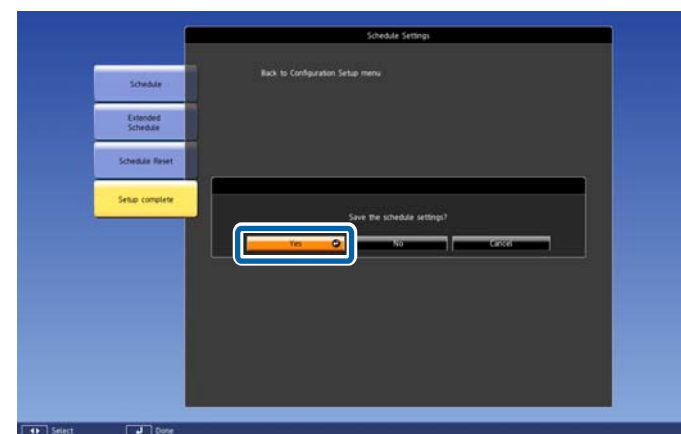 Schedule Settings
Back to Configuration Setup menu
Schedule
Extended
Schedule
Schedule Reset
Setup complete
Save the schedule settings?
Yes No Cancel
Select Done